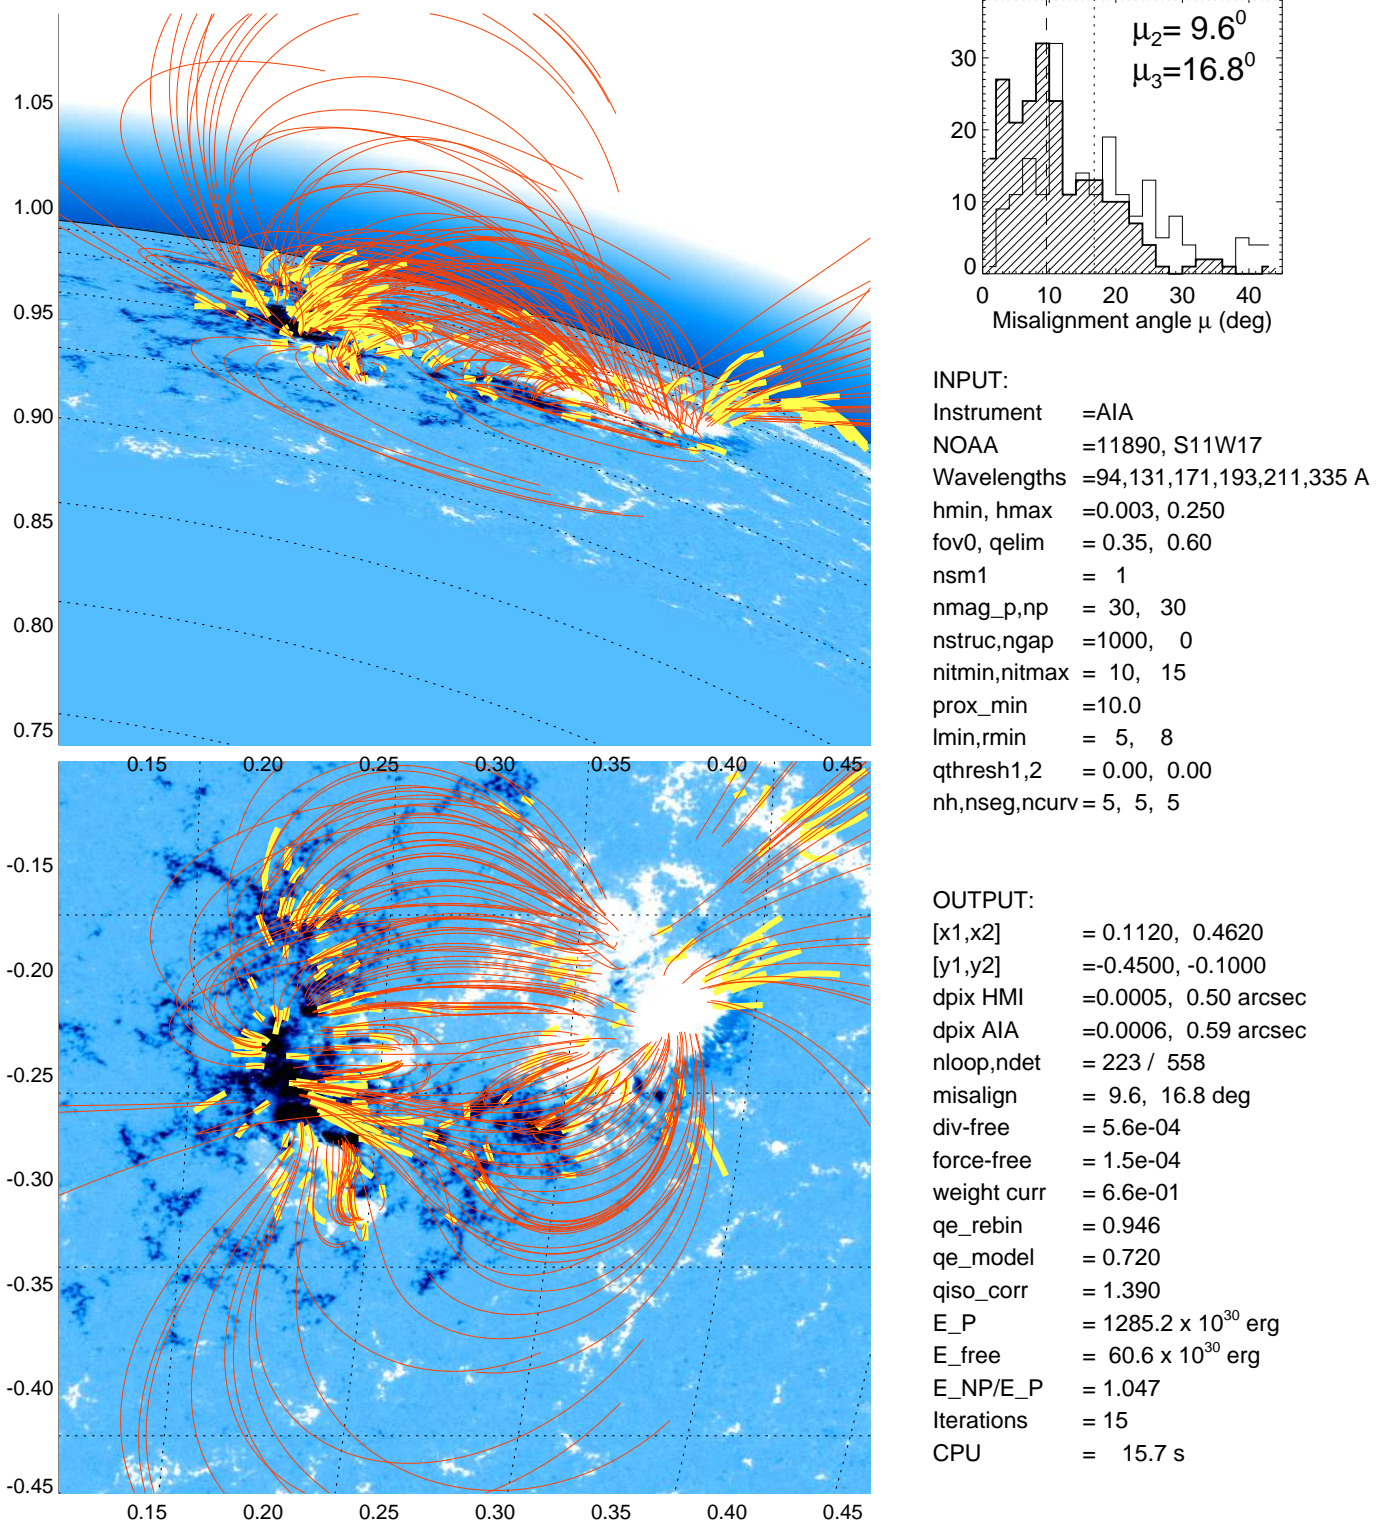 1.05
1.00
0.95
0.90
0.85
0.80
0.75
0.15 0.20 0.25 0.30 0.35 0.40 0.45
-0.15
-0.20
-0.25
-0.30
-0.35
-0.40
-0.45
0.15 0.20 0.25 0.30 0.35 0.40 0.45
μ2= 9.6⁰
μ3=16.8⁰
30
20
10
0
0 10 20 30 40
Misalignment angle μ (deg)
INPUT:
Instrument =AIA
NOAA =11890, S11W17
Wavelengths =94,131,171,193,211,335 A
hmin, hmax =0.003, 0.250
fov0, qelim = 0.35, 0.60
nsm1 = 1
nmag_p,np = 30, 30
nstruc,ngap =1000, 0
nitmin,nitmax = 10, 15
prox_min =10.0
lmin,rmin = 5, 8
qthresh1,2 = 0.00, 0.00
nh,nseg,ncurv = 5, 5, 5
OUTPUT:
[x1,x2] = 0.1120, 0.4620
[y1,y2] =-0.4500, -0.1000
dpix HMI =0.0005, 0.50 arcsec
dpix AIA =0.0006, 0.59 arcsec
nloop,ndet = 223 / 558
misalign = 9.6, 16.8 deg
div-free = 5.6e-04
force-free = 1.5e-04
weight curr = 6.6e-01
qe_rebin = 0.946
qe_model = 0.720
qiso_corr = 1.390
E_P = 1285.2 x 10³⁰ erg
E_free = 60.6 x 10³⁰ erg
E_NP/E_P = 1.047
Iterations = 15
CPU = 15.7 s